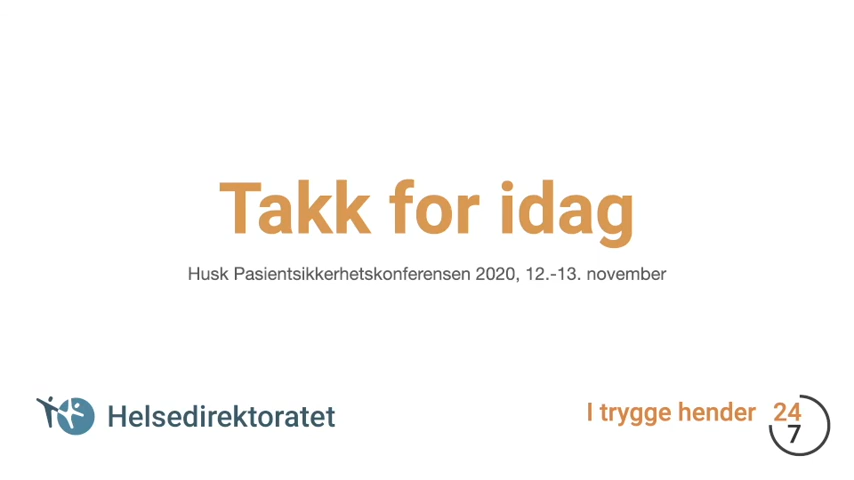 Takk for idag
Husk Pasientsikkerhetskonferensen 2020, 12.-13. november
Helsedirektoratet
I trygge hender 24
7